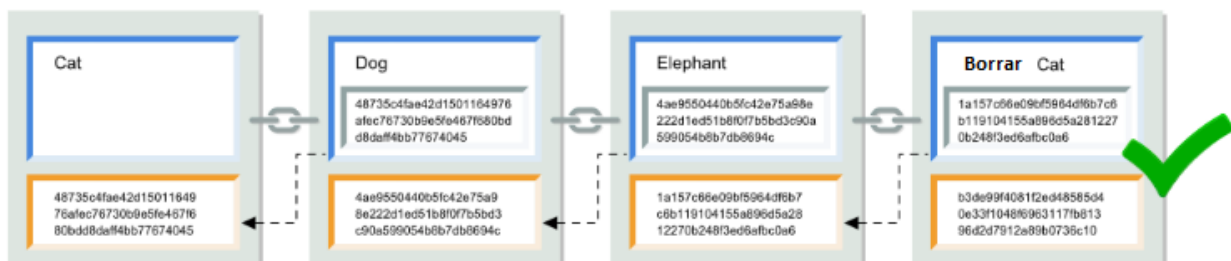 Cat
48735c4fae42d15011649
76afec76730b9e5fe467f6
80bdd8daff4bb77674045
Dog
48735c4fae42d1501164976
afec76730b9e5fe467f680bd
d8daff4bb77674045
4ae9550440b5fc42e75a9
8e222d1ed51b8f0f7b5bd3
c90a599054b8b7db8694c
Elephant
4ae9550440b5fc42e75a98e
222d1ed51b8f0f7b5bd3c90a
599054b8b7db8694c
1a157c66e09bf5964df6b7
c6b119104155a896d5a28
12270b248f3ed6afbc0a6
Borrar Cat
1a157c66e09bf5964df6b7c6
b119104155a896d5a281227
0b248f3ed6afbc0a6
b3de99f4081f2ed48585d4
0e33f1048f6963117fb813
96d2d7912a89b0736c10